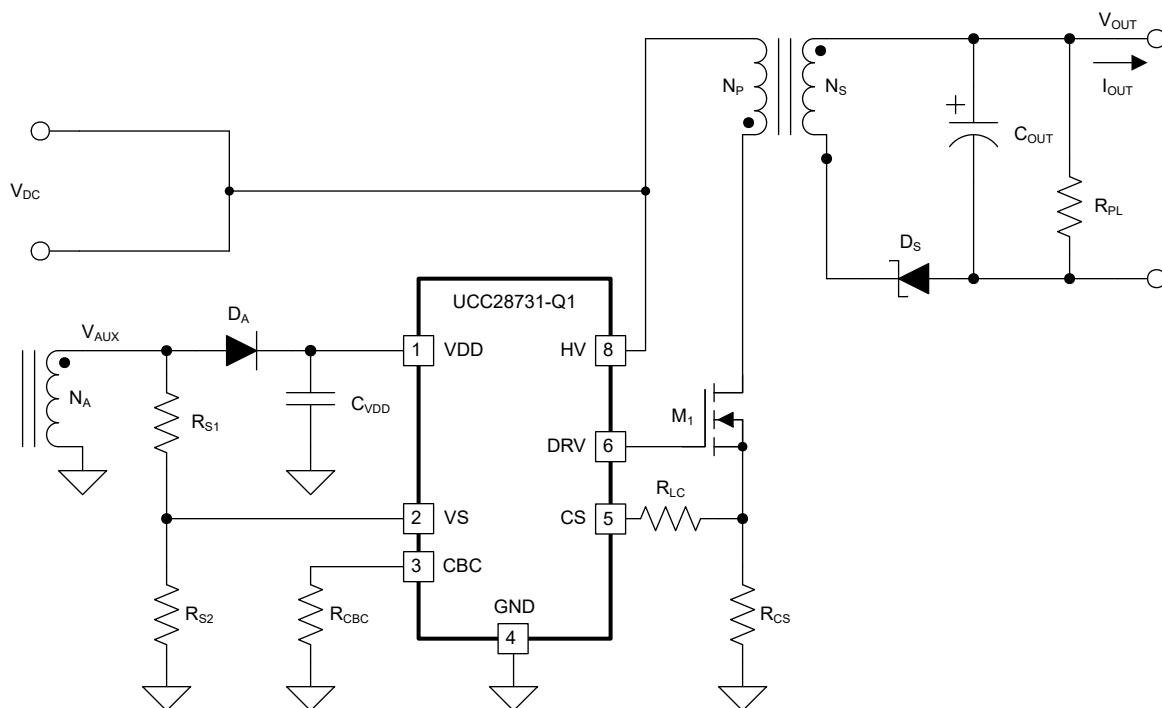 V_OUT
N_P
N_S
I_OUT
C_OUT
V_DC
R_PL
D_S
UCC28731-Q1
D_A
V_AUX
1
VDD
HV
8
N_A
C_VDD
M_1
R_S1
DRV
6
R_LC
2
VS
CS
5
3
CBC
R_S2
R_CBC
GND
4
R_CS